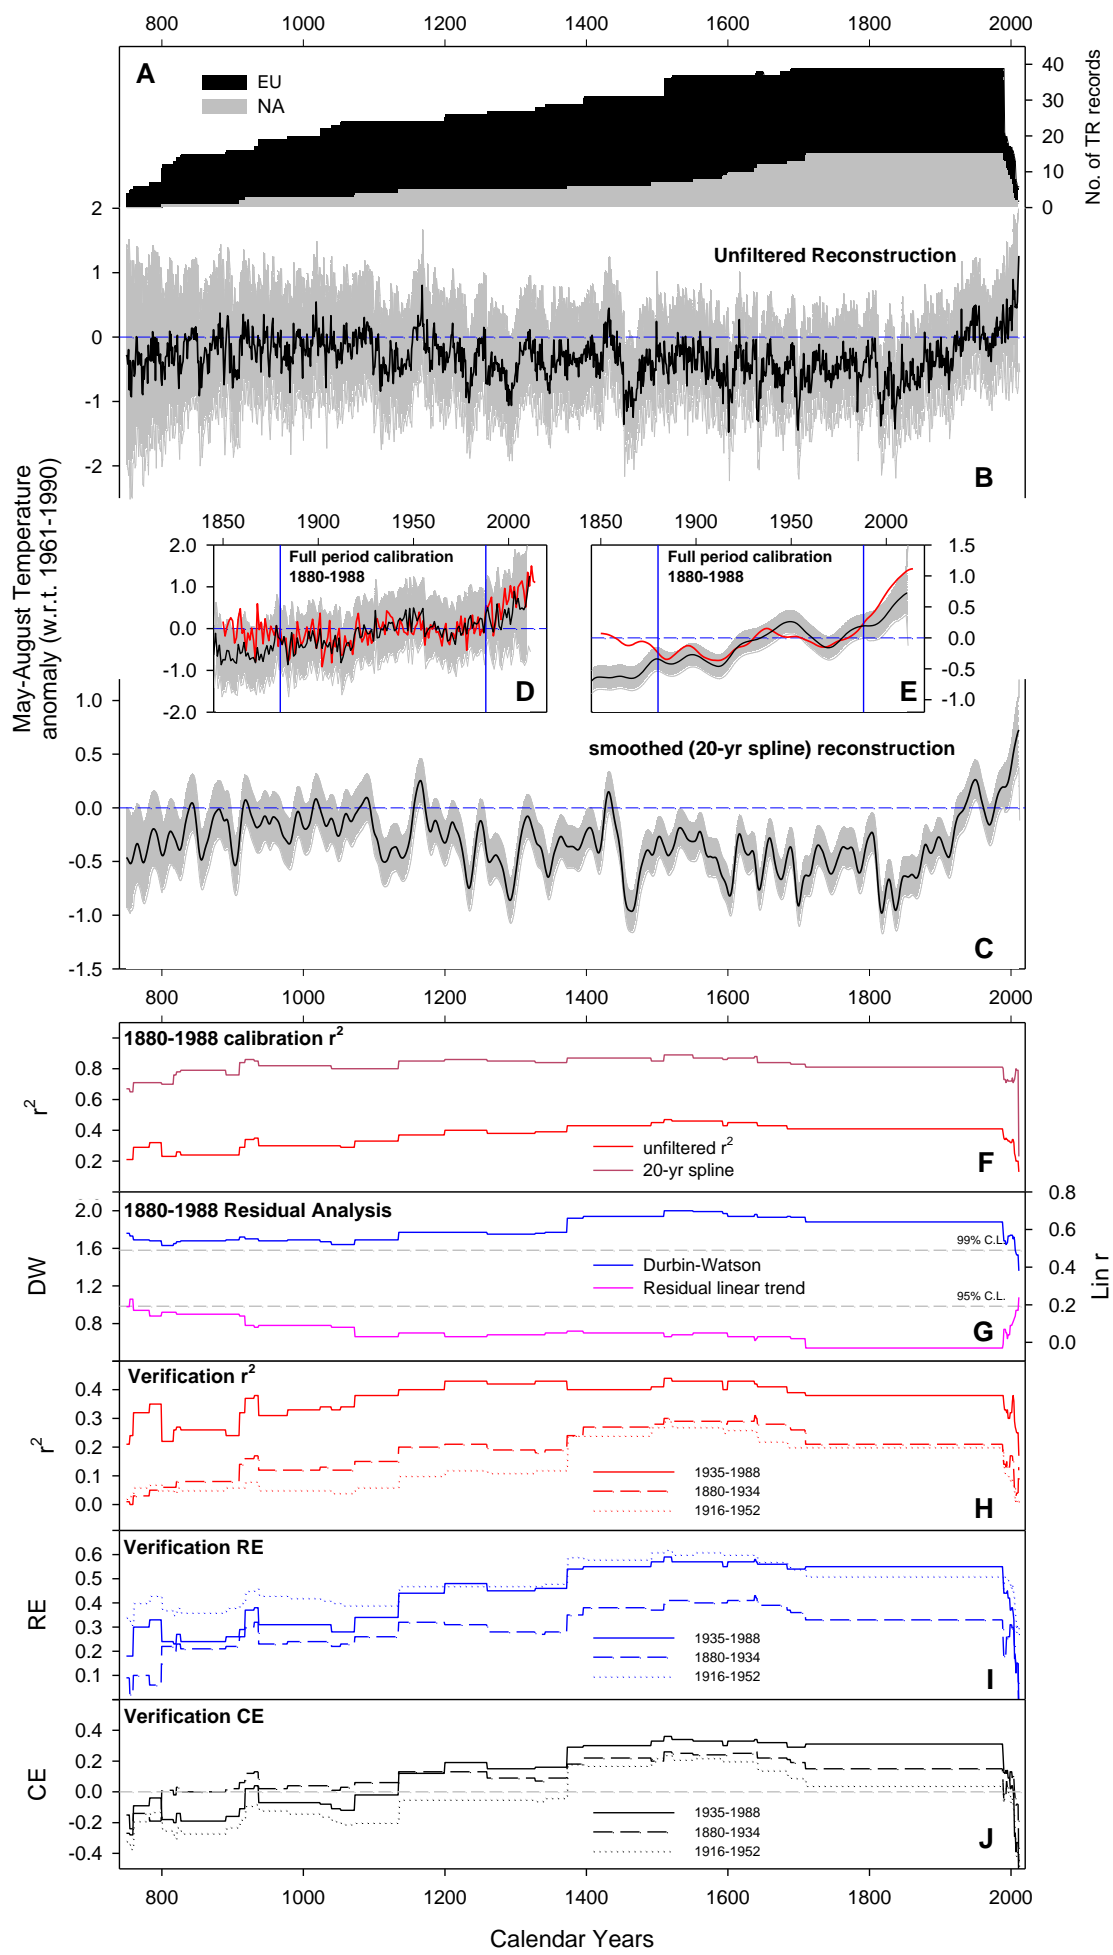 800 1000 1200 1400 1600 1800 2000
A
EU
NA
40
30
20
10
0
No. of TR records
2
1
0
-1
-2
Unfiltered Reconstruction
B
May-August Temperature
anomaly (w.r.t. 1961-1990)
1850 1900 1950 2000
2.0
1.0
0.0
-1.0
-2.0
Full period calibration
1880-1988
D
1850 1900 1950 2000
Full period calibration
1880-1988
1.5
1.0
0.5
0.0
-0.5
-1.0
E
1.0
0.5
0.0
-0.5
-1.0
-1.5
smoothed (20-yr spline) reconstruction
C
800 1000 1200 1400 1600 1800 2000
1880-1988 calibration r²
0.8
0.6
0.4
0.2
r²
unfiltered r²
20-yr spline
F
1880-1988 Residual Analysis
2.0
1.6
1.2
0.8
DW
0.8
0.6
0.4
0.2
0.0
Lin r
99% C.L.
95% C.L.
Durbin-Watson
Residual linear trend
G
Verification r²
0.4
0.3
0.2
0.1
0.0
r²
1935-1988
1880-1934
1916-1952
H
Verification RE
0.6
0.5
0.4
0.3
0.2
0.1
RE
1935-1988
1880-1934
1916-1952
I
Verification CE
0.4
0.2
0.0
-0.2
-0.4
CE
1935-1988
1880-1934
1916-1952
J
800 1000 1200 1400 1600 1800 2000
Calendar Years